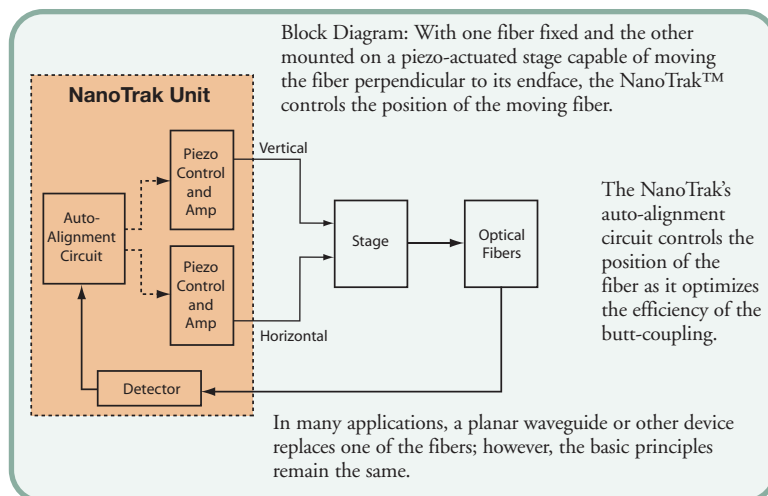 Block Diagram: With one fiber fixed and the other
mounted on a piezo-actuated stage capable of moving
the fiber perpendicular to its endface, the NanoTrak™
controls the position of the moving fiber.
NanoTrak Unit
Piezo
Control
and
Amp
Vertical
Auto-
Alignment
Circuit
Stage
Optical
Fibers
Piezo
Control
and
Amp
Horizontal
Detector
The NanoTrak’s
auto-alignment
circuit controls the
position of the
fiber as it optimizes
the efficiency of the
butt-coupling.
In many applications, a planar waveguide or other device
replaces one of the fibers; however, the basic principles
remain the same.